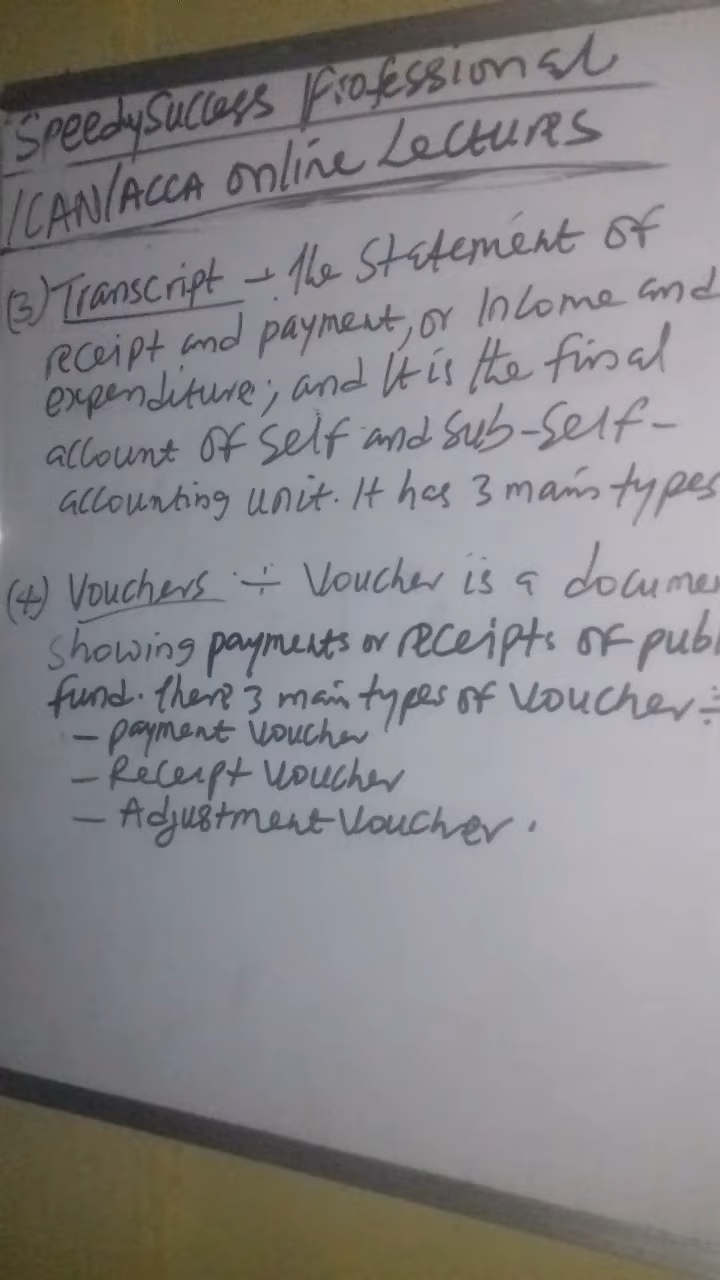 SpeedySuccess Professional
ICAN/ACCA online Lectures
(3) Transcript - the Statement of
receipt and payment, or Income and
expenditure; and It is the final
account of Self and Sub-Self-
accounting unit. It has 3 main types
(4) Vouchers :- Voucher is a docume
showing payments or receipts of publ
fund. there 3 main types of Voucher:-
- payment Voucher
- Receipt Voucher
- Adjustment Voucher.